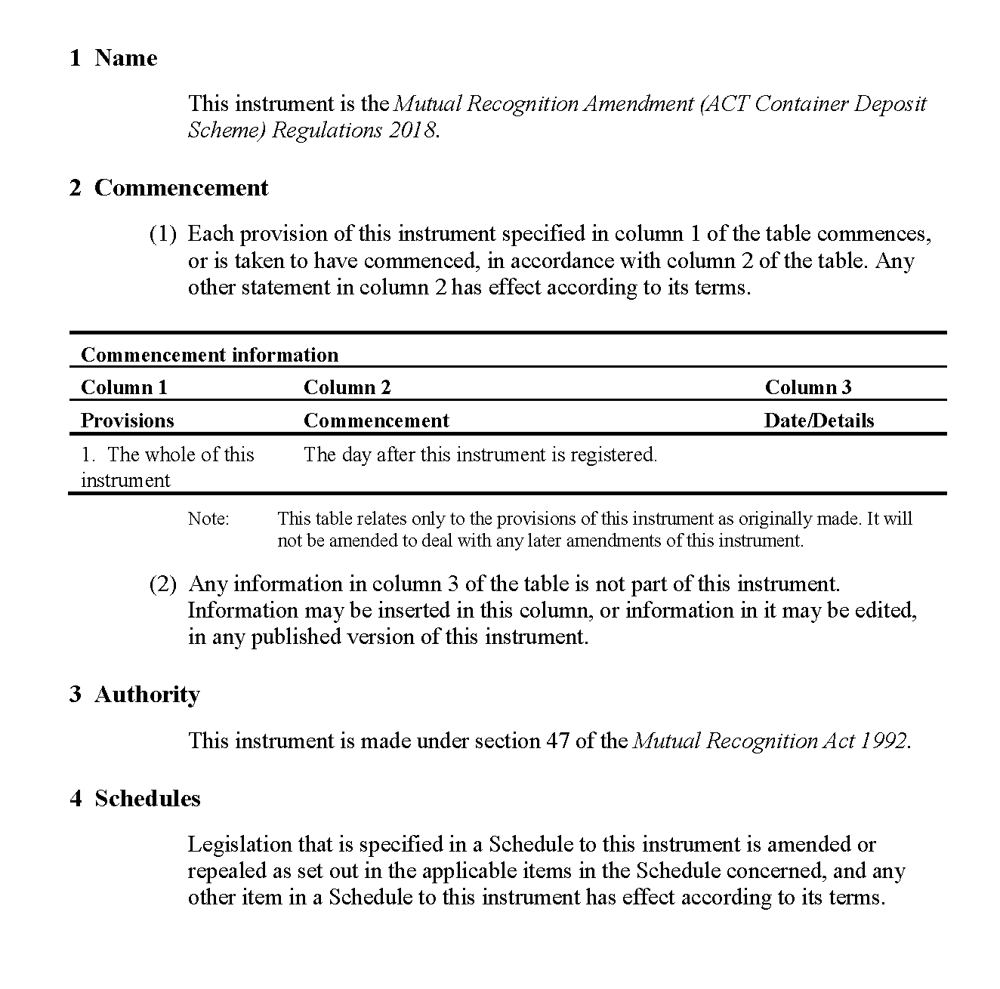 1 Name
This instrument is the Mutual Recognition Amendment (ACT Container Deposit
Scheme) Regulations 2018.
2 Commencement
(1) Each provision of this instrument specified in column 1 of the table commences,
or is taken to have commenced, in accordance with column 2 of the table. Any
other statement in column 2 has effect according to its terms.
Commencement information
Column 1 Column 2 Column 3
Provisions Commencement Date/Details
1. The whole of this The day after this instrument is registered.
instrument
Note: This table relates only to the provisions of this instrument as originally made. It will
not be amended to deal with any later amendments of this instrument.
(2) Any information in column 3 of the table is not part of this instrument.
Information may be inserted in this column, or information in it may be edited,
in any published version of this instrument.
3 Authority
This instrument is made under section 47 of the Mutual Recognition Act 1992.
4 Schedules
Legislation that is specified in a Schedule to this instrument is amended or
repealed as set out in the applicable items in the Schedule concerned, and any
other item in a Schedule to this instrument has effect according to its terms.